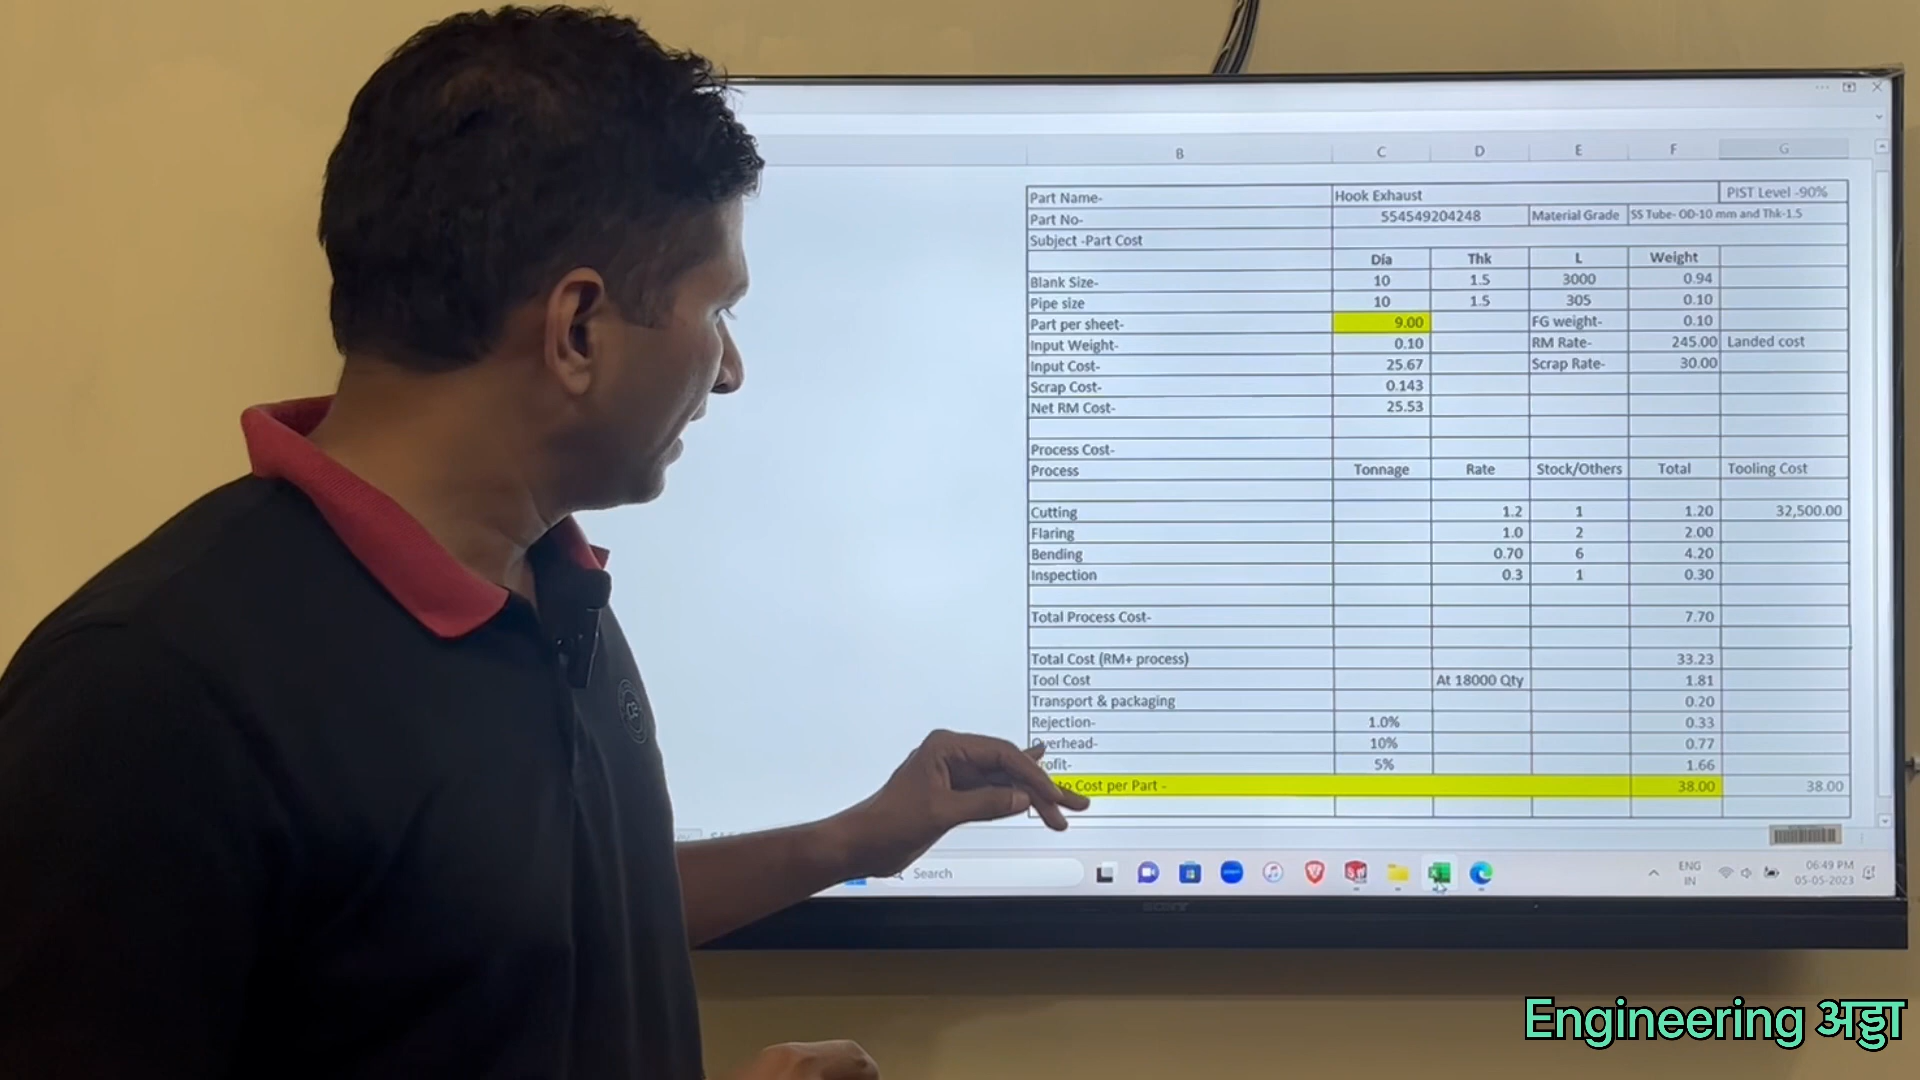 B C D E F G
Part Name- Hook Exhaust PIST Level -90%
Part No- 554549204248 Material Grade SS Tube- OD-10 mm and Thk-1.5
Subject -Part Cost
Dia Thk L Weight
Blank Size- 10 1.5 3000 0.94
Pipe size 10 1.5 305 0.10
Part per sheet- 9.00 FG weight- 0.10
Input Weight- 0.10 RM Rate- 245.00 Landed cost
Input Cost- 25.67 Scrap Rate- 30.00
Scrap Cost- 0.143
Net RM Cost- 25.53
Process Cost-
Process Tonnage Rate Stock/Others Total Tooling Cost
Cutting 1.2 1 1.20 32,500.00
Flaring 1.0 2 2.00
Bending 0.70 6 4.20
Inspection 0.3 1 0.30
Total Process Cost- 7.70
Total Cost (RM+ process) 33.23
Tool Cost At 18000 Qty 1.81
Transport & packaging 0.20
Rejection- 1.0% 0.33
Overhead- 10% 0.77
Profit- 5% 1.66
Cost per Part - 38.00 38.00
Search
ENG
IN
06:49 PM
05-05-2023
SONY
Engineering अड्डा